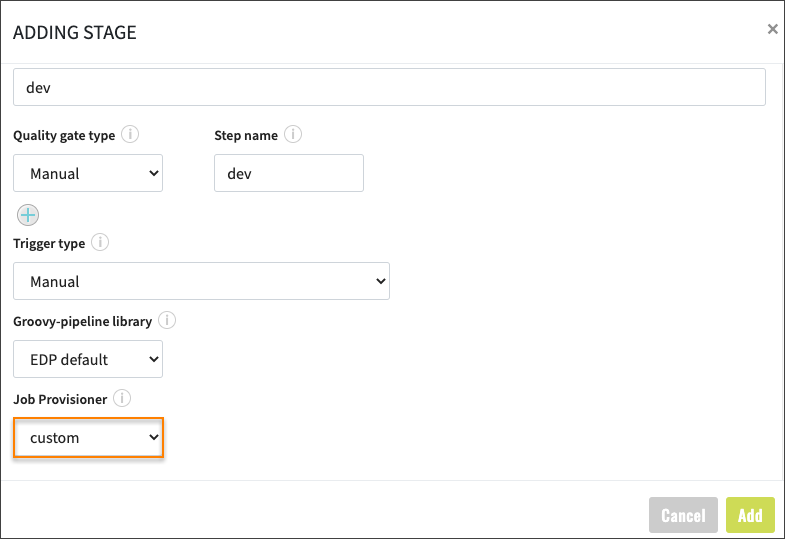 ADDING STAGE
dev
Quality gate type Step name
Manual dev
Trigger type
Manual
Groovy-pipeline library
EDP default
Job Provisioner
custom
Cancel Add